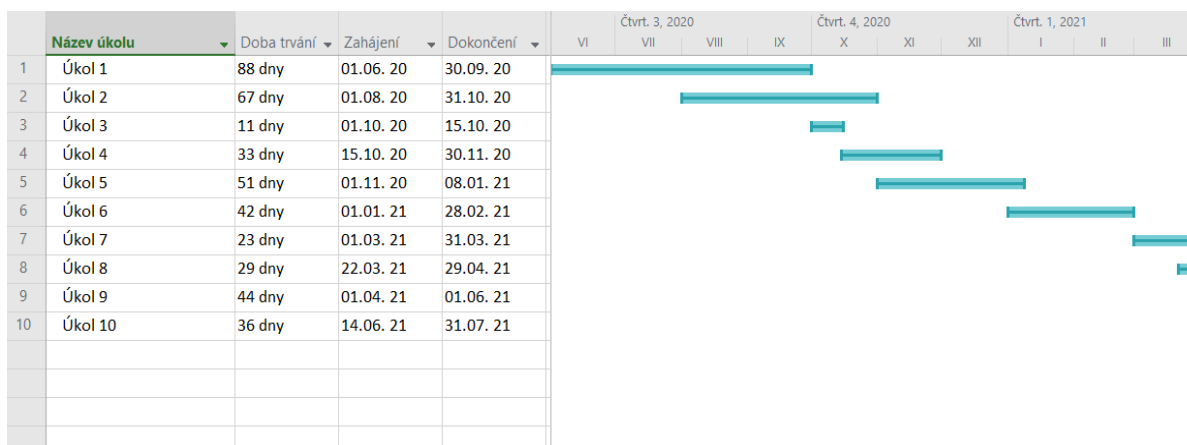 Čtvrt. 3, 2020 Čtvrt. 4, 2020 Čtvrt. 1, 2021
Název úkolu Doba trvání Zahájení Dokončení VI VII VIII IX X XI XII I II III
1 Úkol 1 88 dny 01.06. 20 30.09. 20
2 Úkol 2 67 dny 01.08. 20 31.10. 20
3 Úkol 3 11 dny 01.10. 20 15.10. 20
4 Úkol 4 33 dny 15.10. 20 30.11. 20
5 Úkol 5 51 dny 01.11. 20 08.01. 21
6 Úkol 6 42 dny 01.01. 21 28.02. 21
7 Úkol 7 23 dny 01.03. 21 31.03. 21
8 Úkol 8 29 dny 22.03. 21 29.04. 21
9 Úkol 9 44 dny 01.04. 21 01.06. 21
10 Úkol 10 36 dny 14.06. 21 31.07. 21